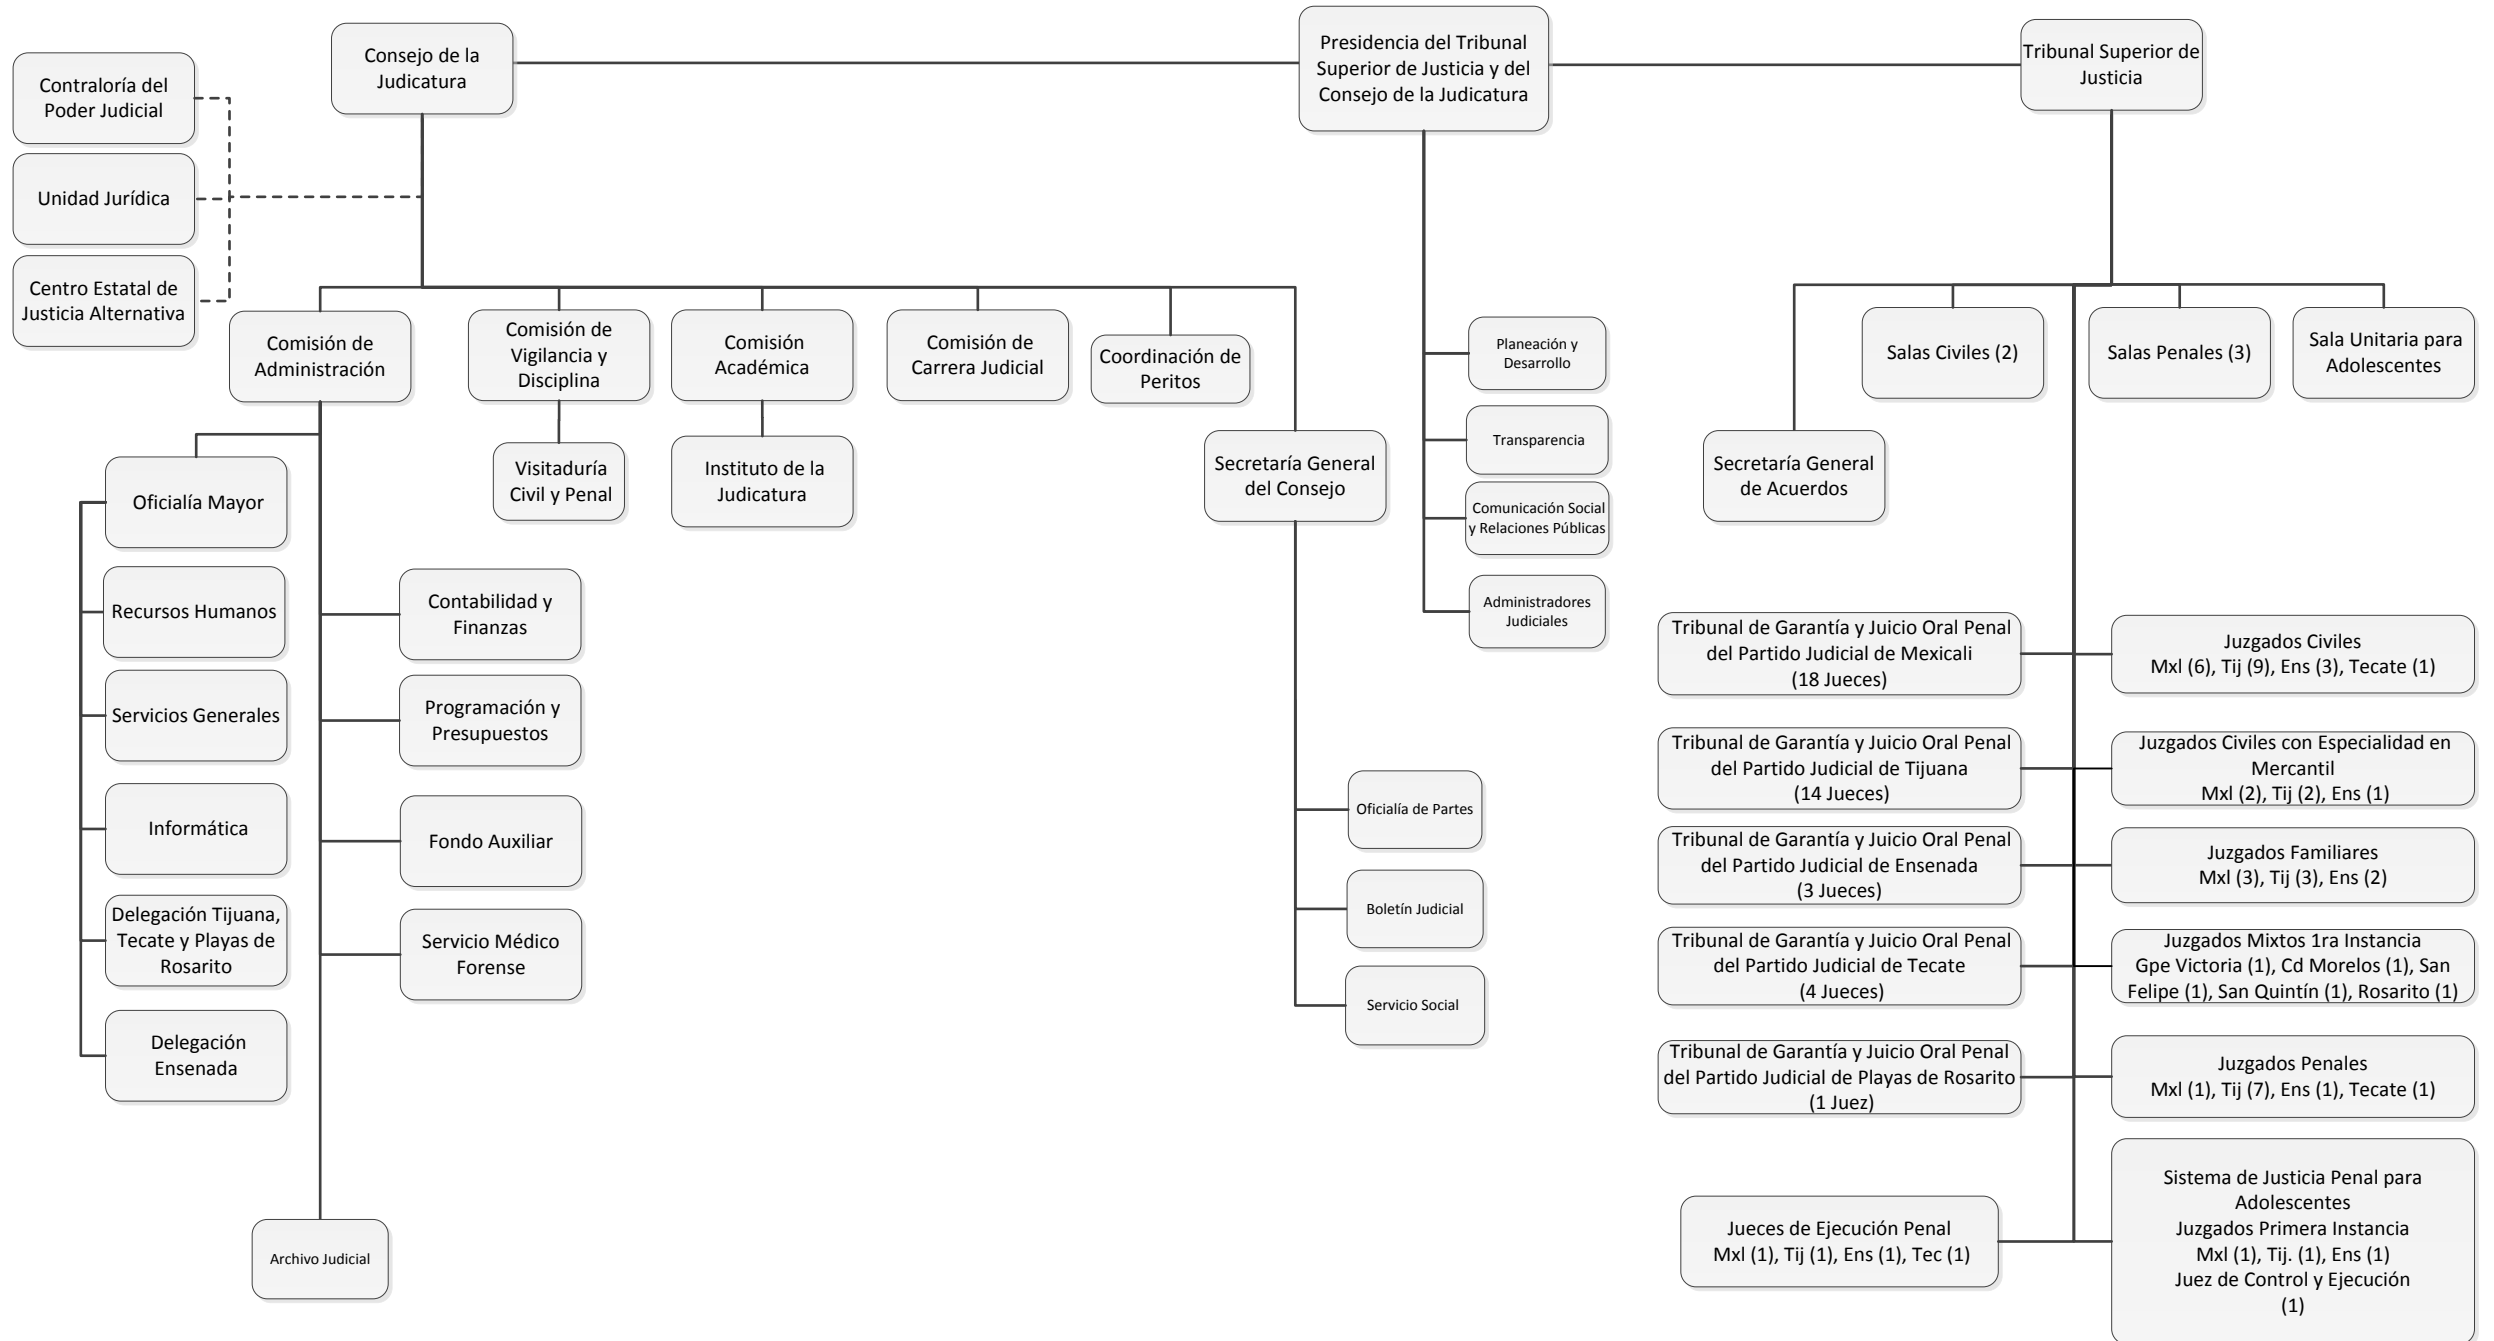 Consejo de la
Judicatura
Presidencia del Tribunal
Superior de Justicia y del
Consejo de la Judicatura
Tribunal Superior de
Justicia
Contraloría del
Poder Judicial
Unidad Jurídica
Centro Estatal de
Justicia Alternativa
Comisión de
Administración
Comisión de
Vigilancia y
Disciplina
Comisión
Académica
Comisión de
Carrera Judicial
Coordinación de
Peritos
Secretaría General
del Consejo
Visitaduría
Civil y Penal
Instituto de la
Judicatura
Oficialía Mayor
Recursos Humanos
Servicios Generales
Informática
Delegación Tijuana,
Tecate y Playas de
Rosarito
Delegación
Ensenada
Contabilidad y
Finanzas
Programación y
Presupuestos
Fondo Auxiliar
Servicio Médico
Forense
Archivo Judicial
Oficialía de Partes
Boletín Judicial
Servicio Social
Planeación y
Desarrollo
Transparencia
Comunicación Social
y Relaciones Públicas
Administradores
Judiciales
Secretaría General
de Acuerdos
Salas Civiles (2)
Salas Penales (3)
Sala Unitaria para
Adolescentes
Tribunal de Garantía y Juicio Oral Penal
del Partido Judicial de Mexicali
(18 Jueces)
Tribunal de Garantía y Juicio Oral Penal
del Partido Judicial de Tijuana
(14 Jueces)
Tribunal de Garantía y Juicio Oral Penal
del Partido Judicial de Ensenada
(3 Jueces)
Tribunal de Garantía y Juicio Oral Penal
del Partido Judicial de Tecate
(4 Jueces)
Tribunal de Garantía y Juicio Oral Penal
del Partido Judicial de Playas de Rosarito
(1 Juez)
Jueces de Ejecución Penal
Mxl (1), Tij (1), Ens (1), Tec (1)
Juzgados Civiles
Mxl (6), Tij (9), Ens (3), Tecate (1)
Juzgados Civiles con Especialidad en
Mercantil
Mxl (2), Tij (2), Ens (1)
Juzgados Familiares
Mxl (3), Tij (3), Ens (2)
Juzgados Mixtos 1ra Instancia
Gpe Victoria (1), Cd Morelos (1), San
Felipe (1), San Quintín (1), Rosarito (1)
Juzgados Penales
Mxl (1), Tij (7), Ens (1), Tecate (1)
Sistema de Justicia Penal para
Adolescentes
Juzgados Primera Instancia
Mxl (1), Tij. (1), Ens (1)
Juez de Control y Ejecución
(1)